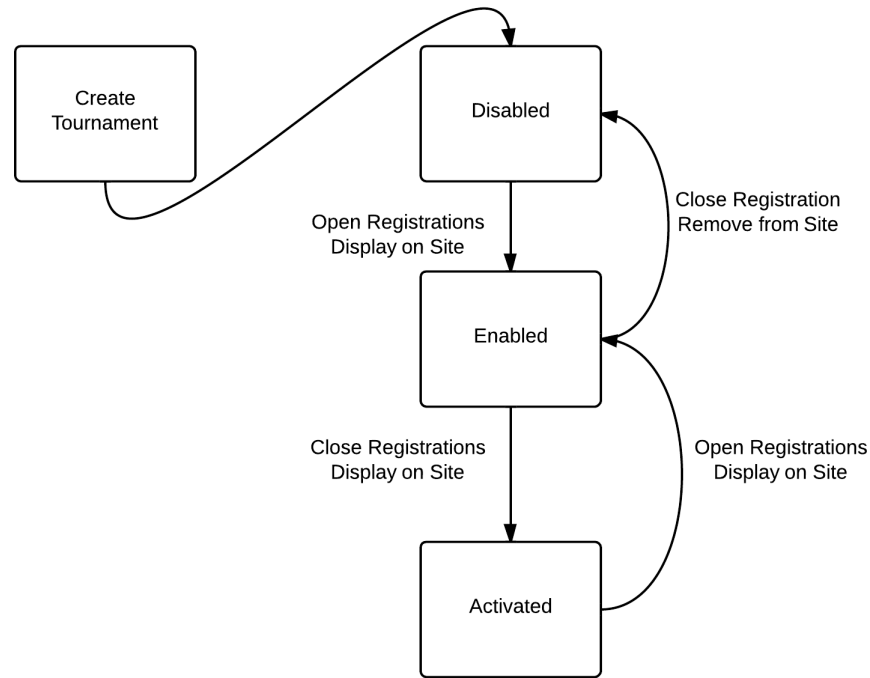 Create
Tournament
Disabled
Open Registrations
Display on Site
Close Registration
Remove from Site
Enabled
Close Registrations
Display on Site
Open Registrations
Display on Site
Activated